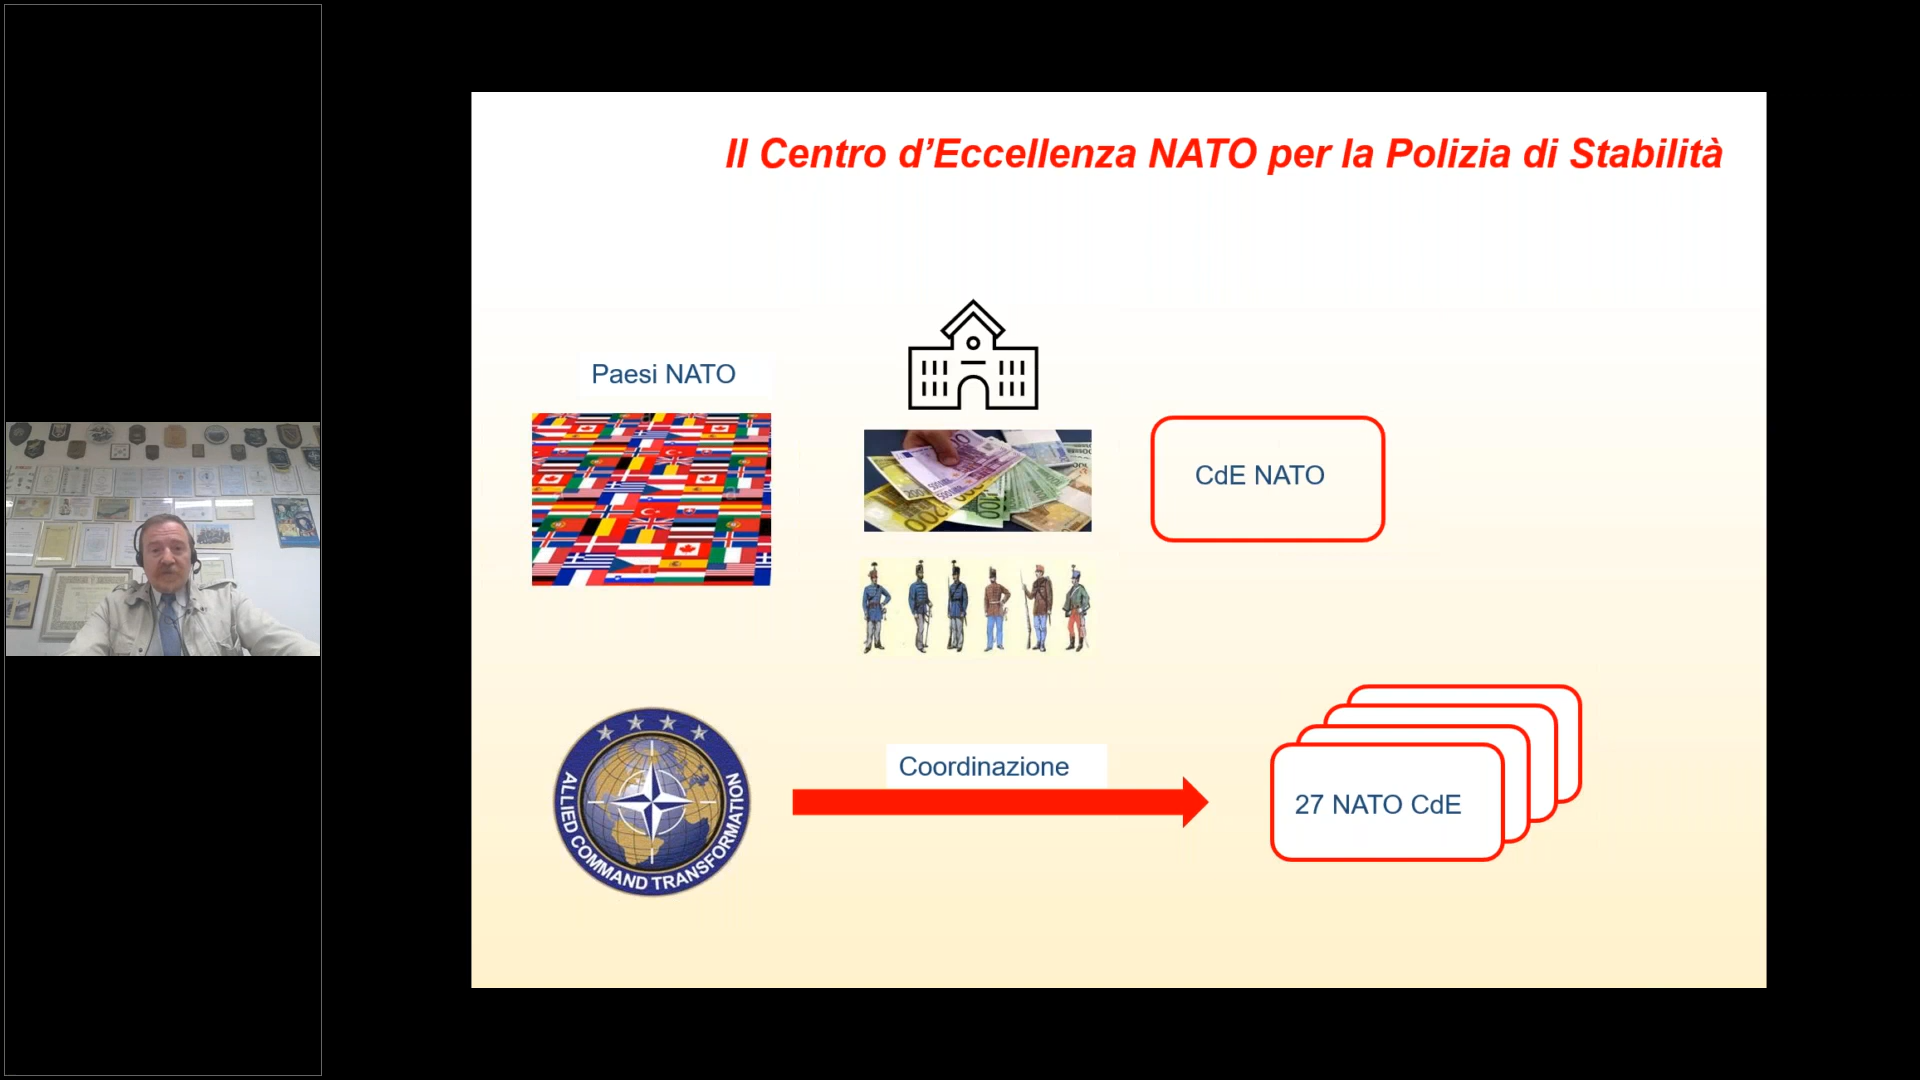 Il Centro d’Eccellenza NATO per la Polizia di Stabilità
Paesi NATO
CdE NATO
Coordinazione
27 NATO CdE
ALLIED COMMAND TRANSFORMATION